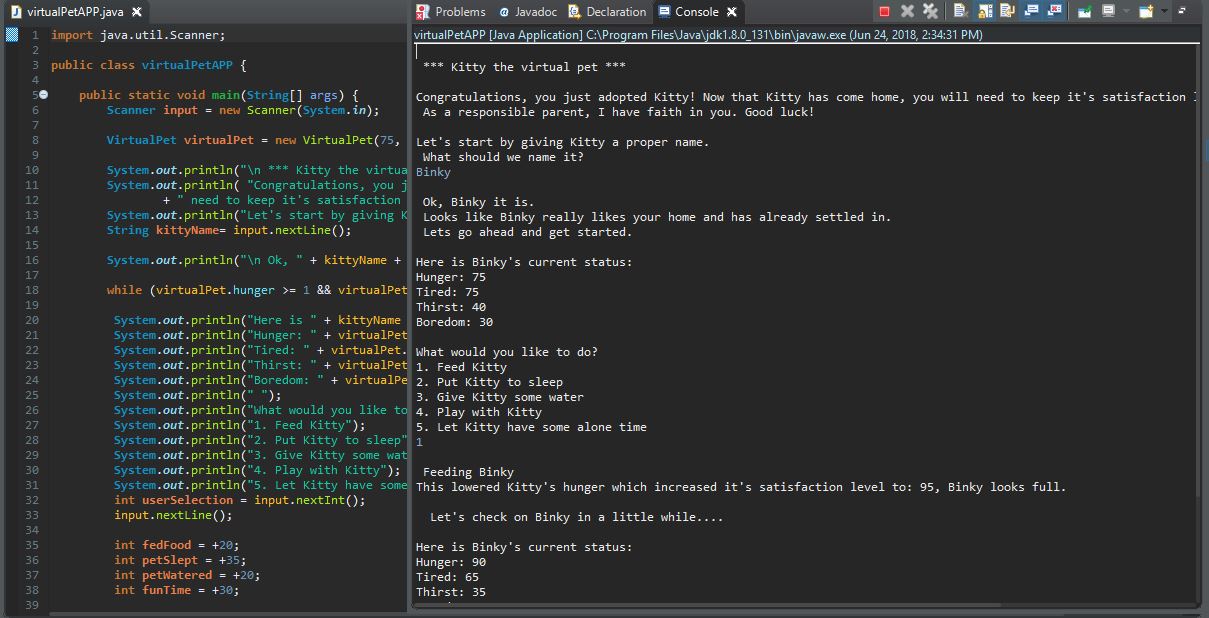 virtualPetAPP.java
1 import java.util.Scanner;
2
3 public class virtualPetAPP {
4
5 public static void main(String[] args) {
6 Scanner input = new Scanner(System.in);
7
8 VirtualPet virtualPet = new VirtualPet(75,
9
10 System.out.println("\n *** Kitty the virtua
11 System.out.println( "Congratulations, you j
12 + " need to keep it's satisfaction
13 System.out.println("Let's start by giving K
14 String kittyName= input.nextLine();
15
16 System.out.println("\n Ok, " + kittyName +
17
18 while (virtualPet.hunger >= 1 && virtualPet
19
20 System.out.println("Here is " + kittyName
21 System.out.println("Hunger: " + virtualPet
22 System.out.println("Tired: " + virtualPet.
23 System.out.println("Thirst: " + virtualPet
24 System.out.println("Boredom: " + virtualPe
25 System.out.println(" ");
26 System.out.println("What would you like to
27 System.out.println("1. Feed Kitty");
28 System.out.println("2. Put Kitty to sleep"
29 System.out.println("3. Give Kitty some wat
30 System.out.println("4. Play with Kitty");
31 System.out.println("5. Let Kitty have some
32 int userSelection = input.nextInt();
33 input.nextLine();
34
35 int fedFood = +20;
36 int petSlept = +35;
37 int petWatered = +20;
38 int funTime = +30;
39
Problems @ Javadoc Declaration Console
virtualPetAPP [Java Application] C:\Program Files\Java\jdk1.8.0_131\bin\javaw.exe (Jun 24, 2018, 2:34:31 PM)
*** Kitty the virtual pet ***
Congratulations, you just adopted Kitty! Now that Kitty has come home, you will need to keep it's satisfaction
As a responsible parent, I have faith in you. Good luck!
Let's start by giving Kitty a proper name.
What should we name it?
Binky
Ok, Binky it is.
Looks like Binky really likes your home and has already settled in.
Lets go ahead and get started.
Here is Binky's current status:
Hunger: 75
Tired: 75
Thirst: 40
Boredom: 30
What would you like to do?
1. Feed Kitty
2. Put Kitty to sleep
3. Give Kitty some water
4. Play with Kitty
5. Let Kitty have some alone time
1
Feeding Binky
This lowered Kitty's hunger which increased it's satisfaction level to: 95, Binky looks full.
Let's check on Binky in a little while....
Here is Binky's current status:
Hunger: 90
Tired: 65
Thirst: 35